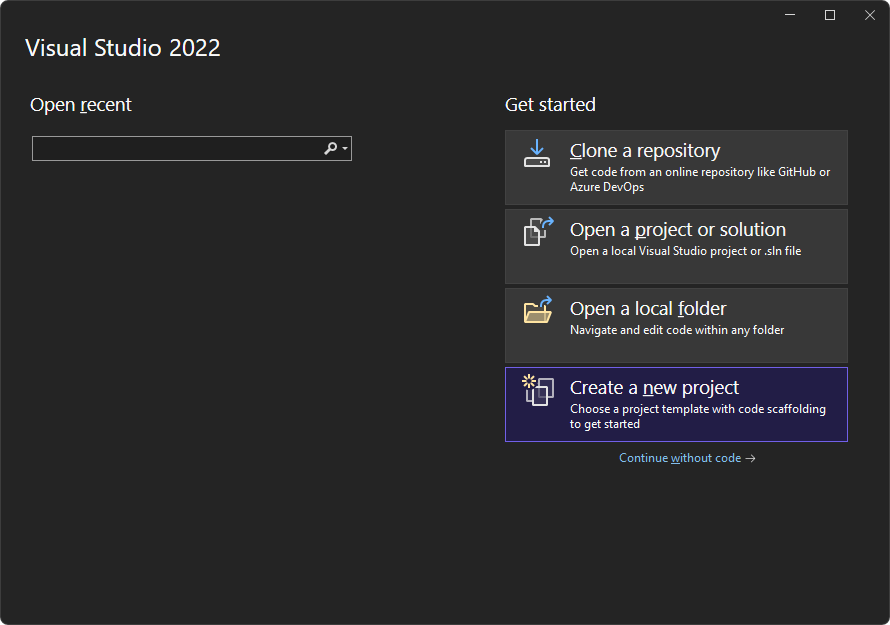 Visual Studio 2022
Open recent
Get started
Clone a repository
Get code from an online repository like GitHub or
Azure DevOps
Open a project or solution
Open a local Visual Studio project or .sln file
Open a local folder
Navigate and edit code within any folder
Create a new project
Choose a project template with code scaffolding
to get started
Continue without code →